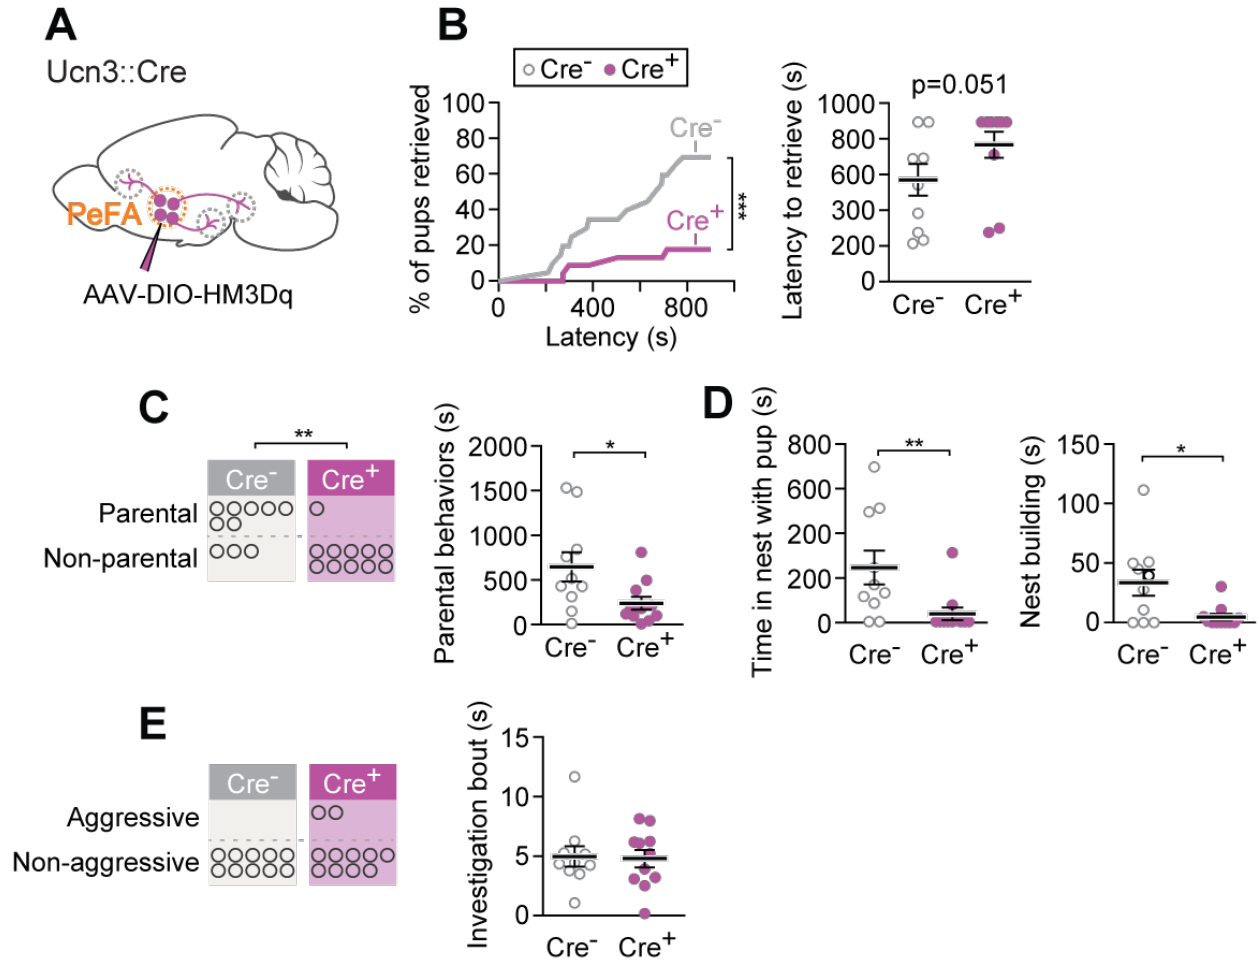 A
Ucn3::Cre
PeFA
AAV-DIO-HM3Dq
B
Cre- Cre+
% of pups retrieved
100
80
60
40
20
0
0 400 800
Latency (s)
Cre-
Cre+
***
Latency to retrieve (s)
p=0.051
1000
800
600
300
200
0
Cre- Cre+
C
**
Cre- Cre+
Parental
Non-parental
Parental behaviors (s)
2000
1500
1000
500
0
*
Cre- Cre+
D
Time in nest with pup (s)
800
600
200
200
0
**
Cre- Cre+
Nest building (s)
150
100
50
0
*
Cre- Cre+
E
Cre- Cre+
Aggressive
Non-aggressive
Investigation bout (s)
15
10
5
0
Cre- Cre+